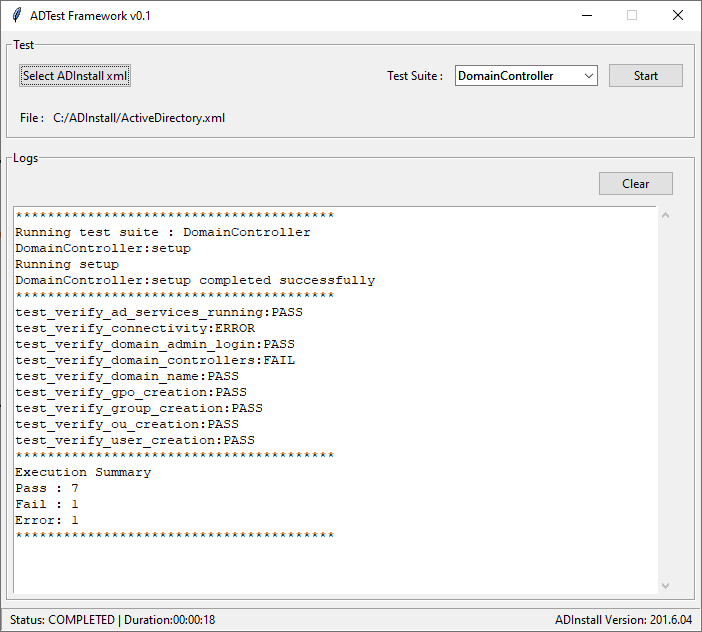 ADTest Framework v0.1
Test
Select ADInstall xml
Test Suite : DomainController Start
File : C:/ADInstall/ActiveDirectory.xml
Logs
Clear
****************************************
Running test suite : DomainController
DomainController:setup
Running setup
DomainController:setup completed successfully
****************************************
test_verify_ad_services_running:PASS
test_verify_connectivity:ERROR
test_verify_domain_admin_login:PASS
test_verify_domain_controllers:FAIL
test_verify_domain_name:PASS
test_verify_gpo_creation:PASS
test_verify_group_creation:PASS
test_verify_ou_creation:PASS
test_verify_user_creation:PASS
****************************************
Execution Summary
Pass : 7
Fail : 1
Error: 1
****************************************
Status: COMPLETED | Duration:00:00:18 ADInstall Version: 201.6.04